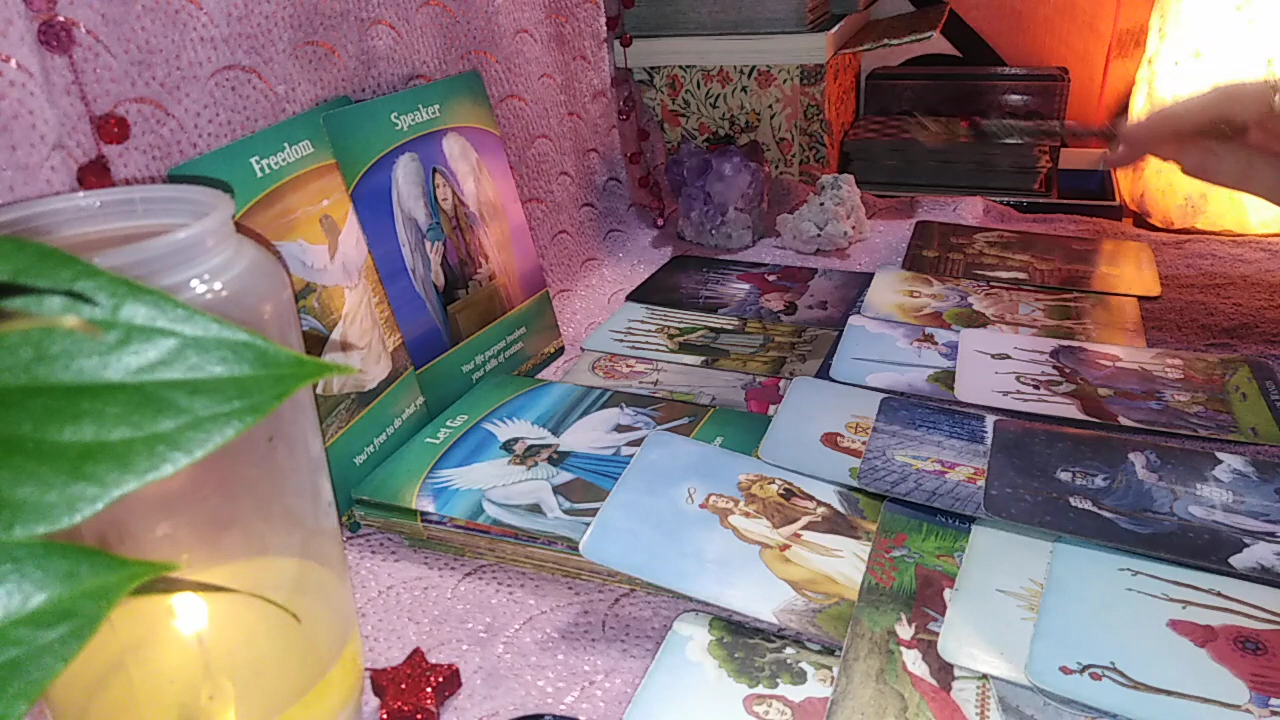 Freedom
Speaker
You're free to do what you
Your life purpose involves
your skills of oration.
Let Go